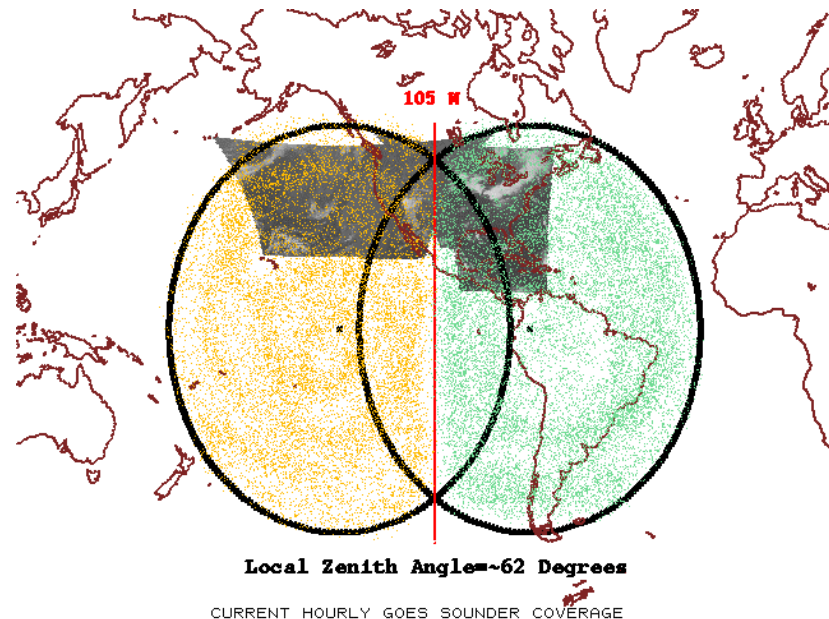 105 W
Local Zenith Angle=~62 Degrees
CURRENT HOURLY GOES SOUNDER COVERAGE